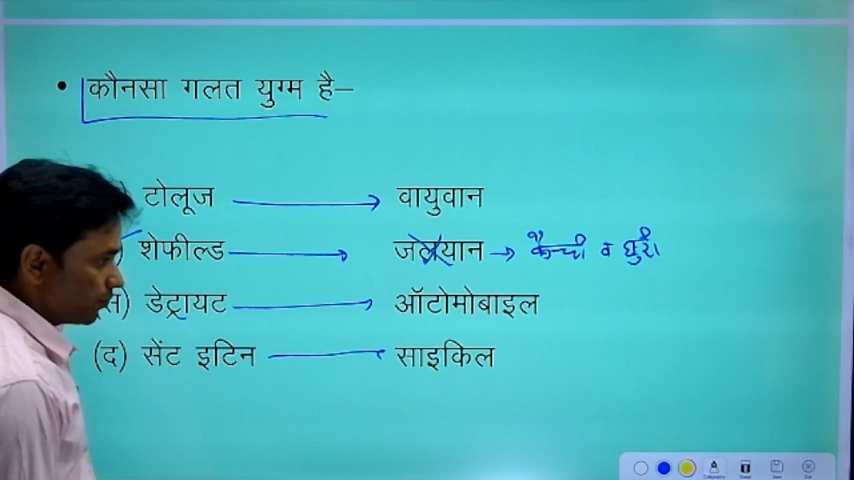 • कौनसा गलत युग्म है–
) टोलूज वायुवान
) शेफील्ड जलयान → कैंची व छुरी
स) डेट्रायट ऑटोमोबाइल
(द) सेंट इटिन साइकिल